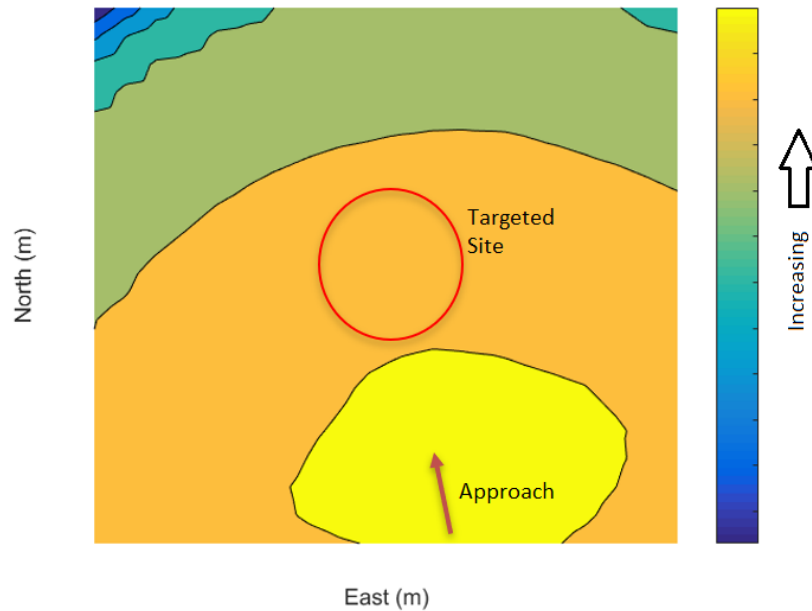 Targeted
Site
North (m)
Increasing
Approach
East (m)